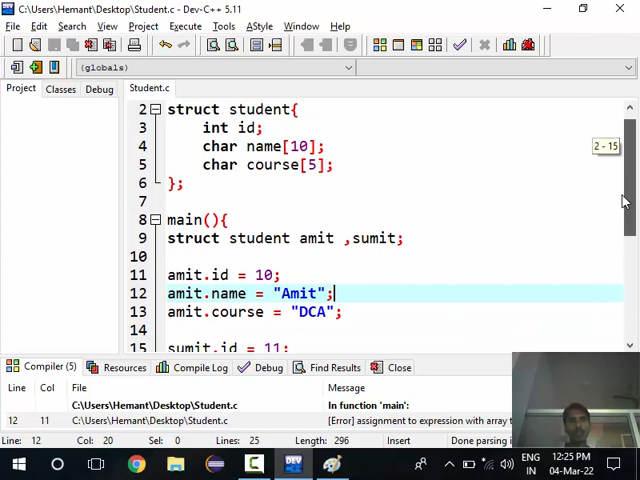 C:\Users\Hemant\Desktop\Student.c - Dev-C++ 5.11
File Edit Search View Project Execute Tools AStyle Window Help
(globals)
Project Classes Debug Student.c
2 struct student{
3 int id;
4 char name[10];
5 char course[5];
6 };
7
8 main(){
9 struct student amit ,sumit;
10
11 amit.id = 10;
12 amit.name = "Amit";
13 amit.course = "DCA";
14
15 sumit.id = 11;
2 - 15
Compiler (5) Resources Compile Log Debug Find Results Close
Line Col File Message
C:\Users\Hemant\Desktop\Student.c In function 'main':
12 11 C:\Users\Hemant\Desktop\Student.c [Error] assignment to expression with array t
Line: 12 Col: 20 Sel: 0 Lines: 25 Length: 296 Insert Done parsing i
DEV
ENG
IN
12:25 PM
04-Mar-22